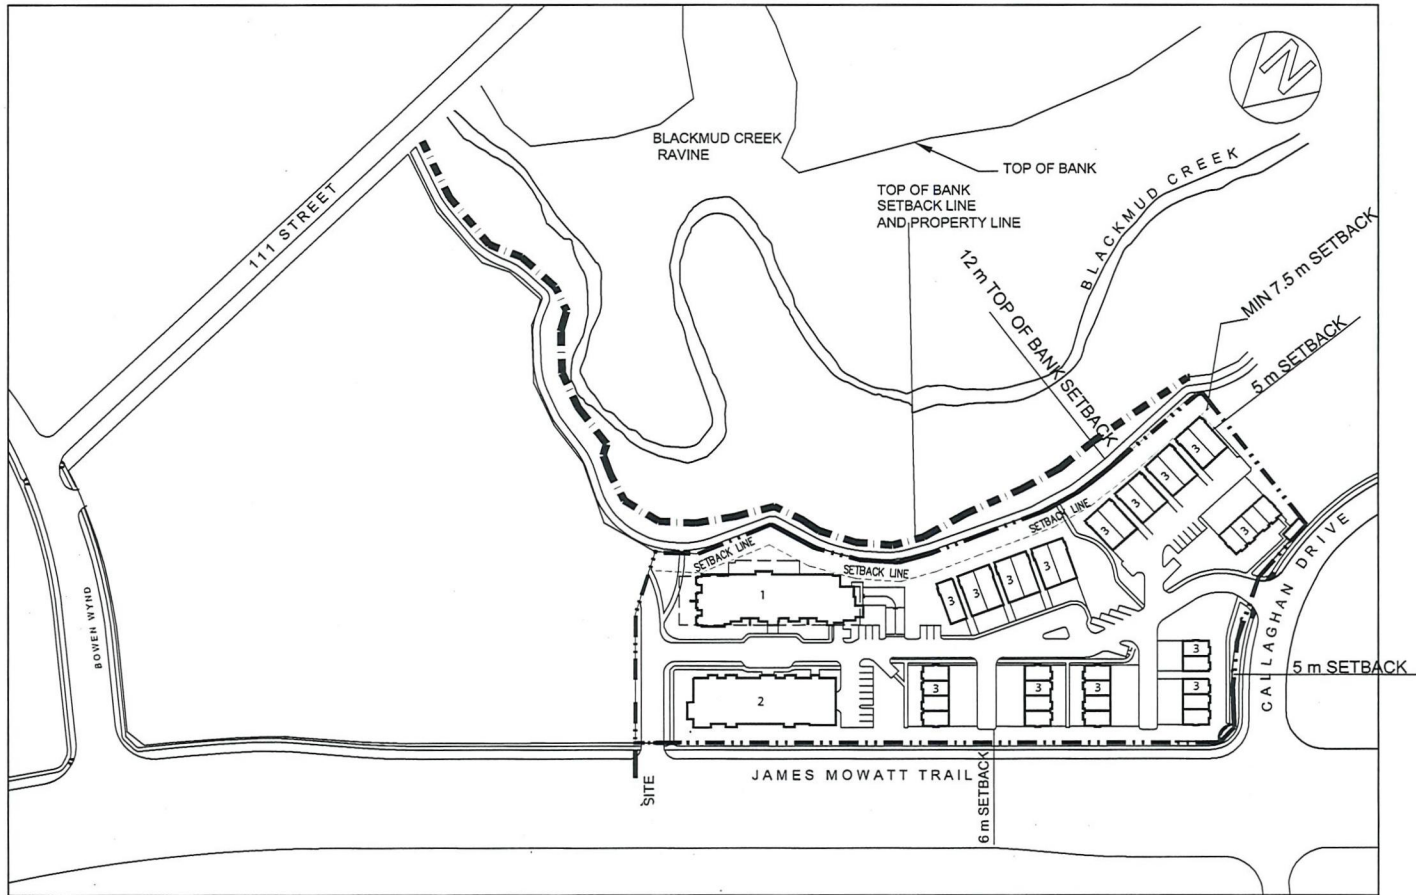 N
BLACKMUD CREEK
RAVINE
TOP OF BANK
TOP OF BANK
SETBACK LINE
AND PROPERTY LINE
BLACKMUD CREEK
111 STREET
12 m TOP OF BANK SETBACK
MIN 7.5 m SETBACK
5 m SETBACK
3
3
3
3
3
SETBACK LINE
SETBACK LINE
SETBACK LINE
1
3
3
3
3
CALLAGHAN DRIVE
BOWEN WYND
3
3
5 m SETBACK
2
3
3
3
JAMES MOWATT TRAIL
SITE
6 m SETBACK